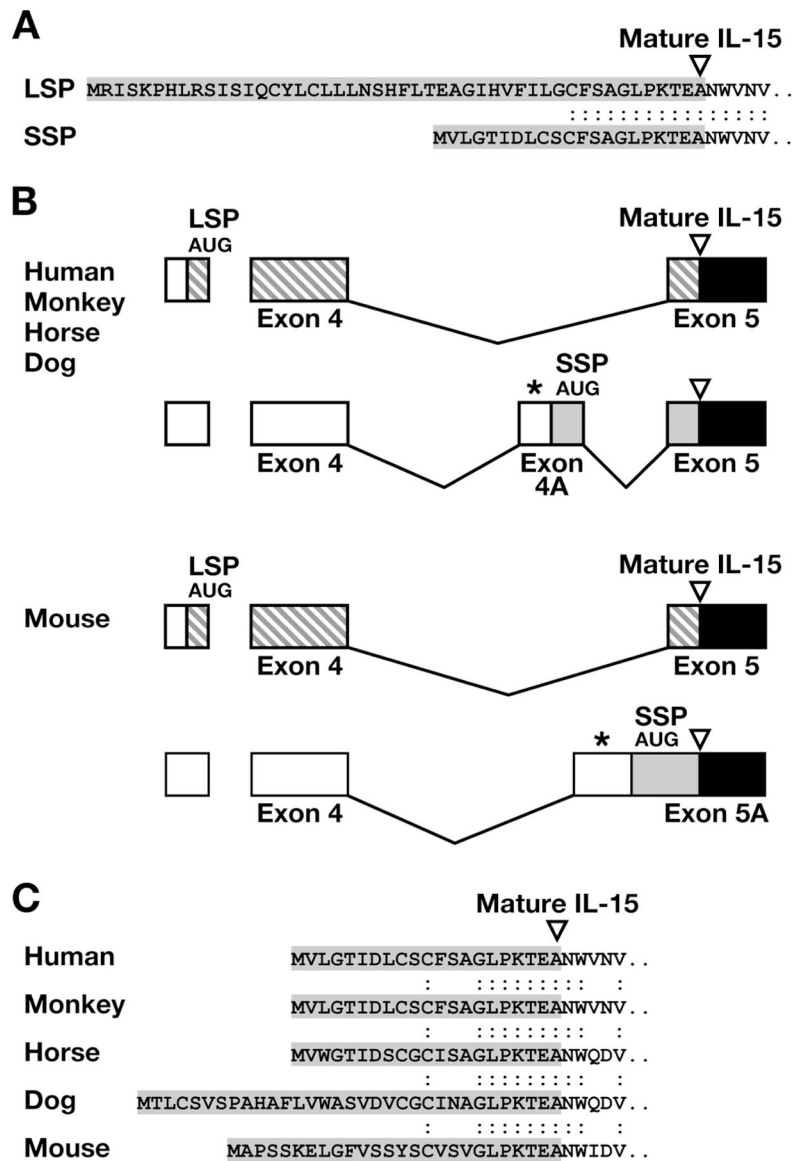 A
Mature IL-15
LSP MRISKPHLRSISIQCYLCLLLNSHFLTEAGIHVFILGCFSAGLPKTEANWVNV..
: : : : : : : : : : : : : : : :
SSP MVLGTIDLCSCFSAGLPKTEANWVNV..
B
LSP Mature IL-15
AUG
Human
Monkey
Horse
Dog
Exon 4 Exon 5
SSP
* AUG
Exon 4 Exon 4A Exon 5
LSP Mature IL-15
AUG
Mouse
Exon 4 Exon 5
SSP
* AUG
Exon 4 Exon 5A
C
Mature IL-15
Human MVLGTIDLCSCFSAGLPKTEANWVNV..
: : : : : : : : : : :
Monkey MVLGTIDLCSCFSAGLPKTEANWVNV..
: : : : : : : : : : :
Horse MVWGTIDSCGCISAGLPKTEANWQDV..
: : : : : : : : : : :
Dog MTLCSVSPAHAFLVWASVDVCGCINAGLPKTEANWQDV..
: : : : : : : : : : :
Mouse MAPSSKELGFVSSYSCVSVGLPKTEANWIDV..